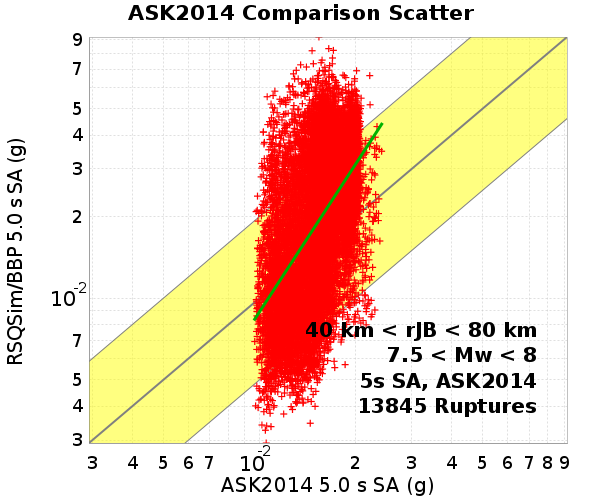 ASK2014 Comparison Scatter
9
7
5
4
3
2
10-2
7
5
4
3
RSQSim/BBP 5.0 s SA (g)
40 km < rJB < 80 km
7.5 < Mw < 8
5s SA, ASK2014
13845 Ruptures
3 4 5 6 7 10-2 2 3 4 5 6 7 8 9
ASK2014 5.0 s SA (g)